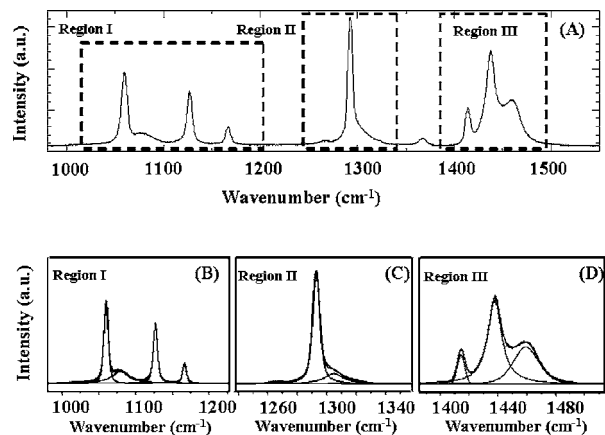 Region I
Region II
Region III
(A)
Intensity (a.u.)
1000 1100 1200 1300 1400 1500
Wavenumber (cm-1)
Region I
(B)
Region II
(C)
Region III
(D)
Intensity (a.u.)
1000 1100 1200
1260 1300 1340
1400 1440 1480
Wavenumber (cm-1)
Wavenumber (cm-1)
Wavenumber (cm-1)